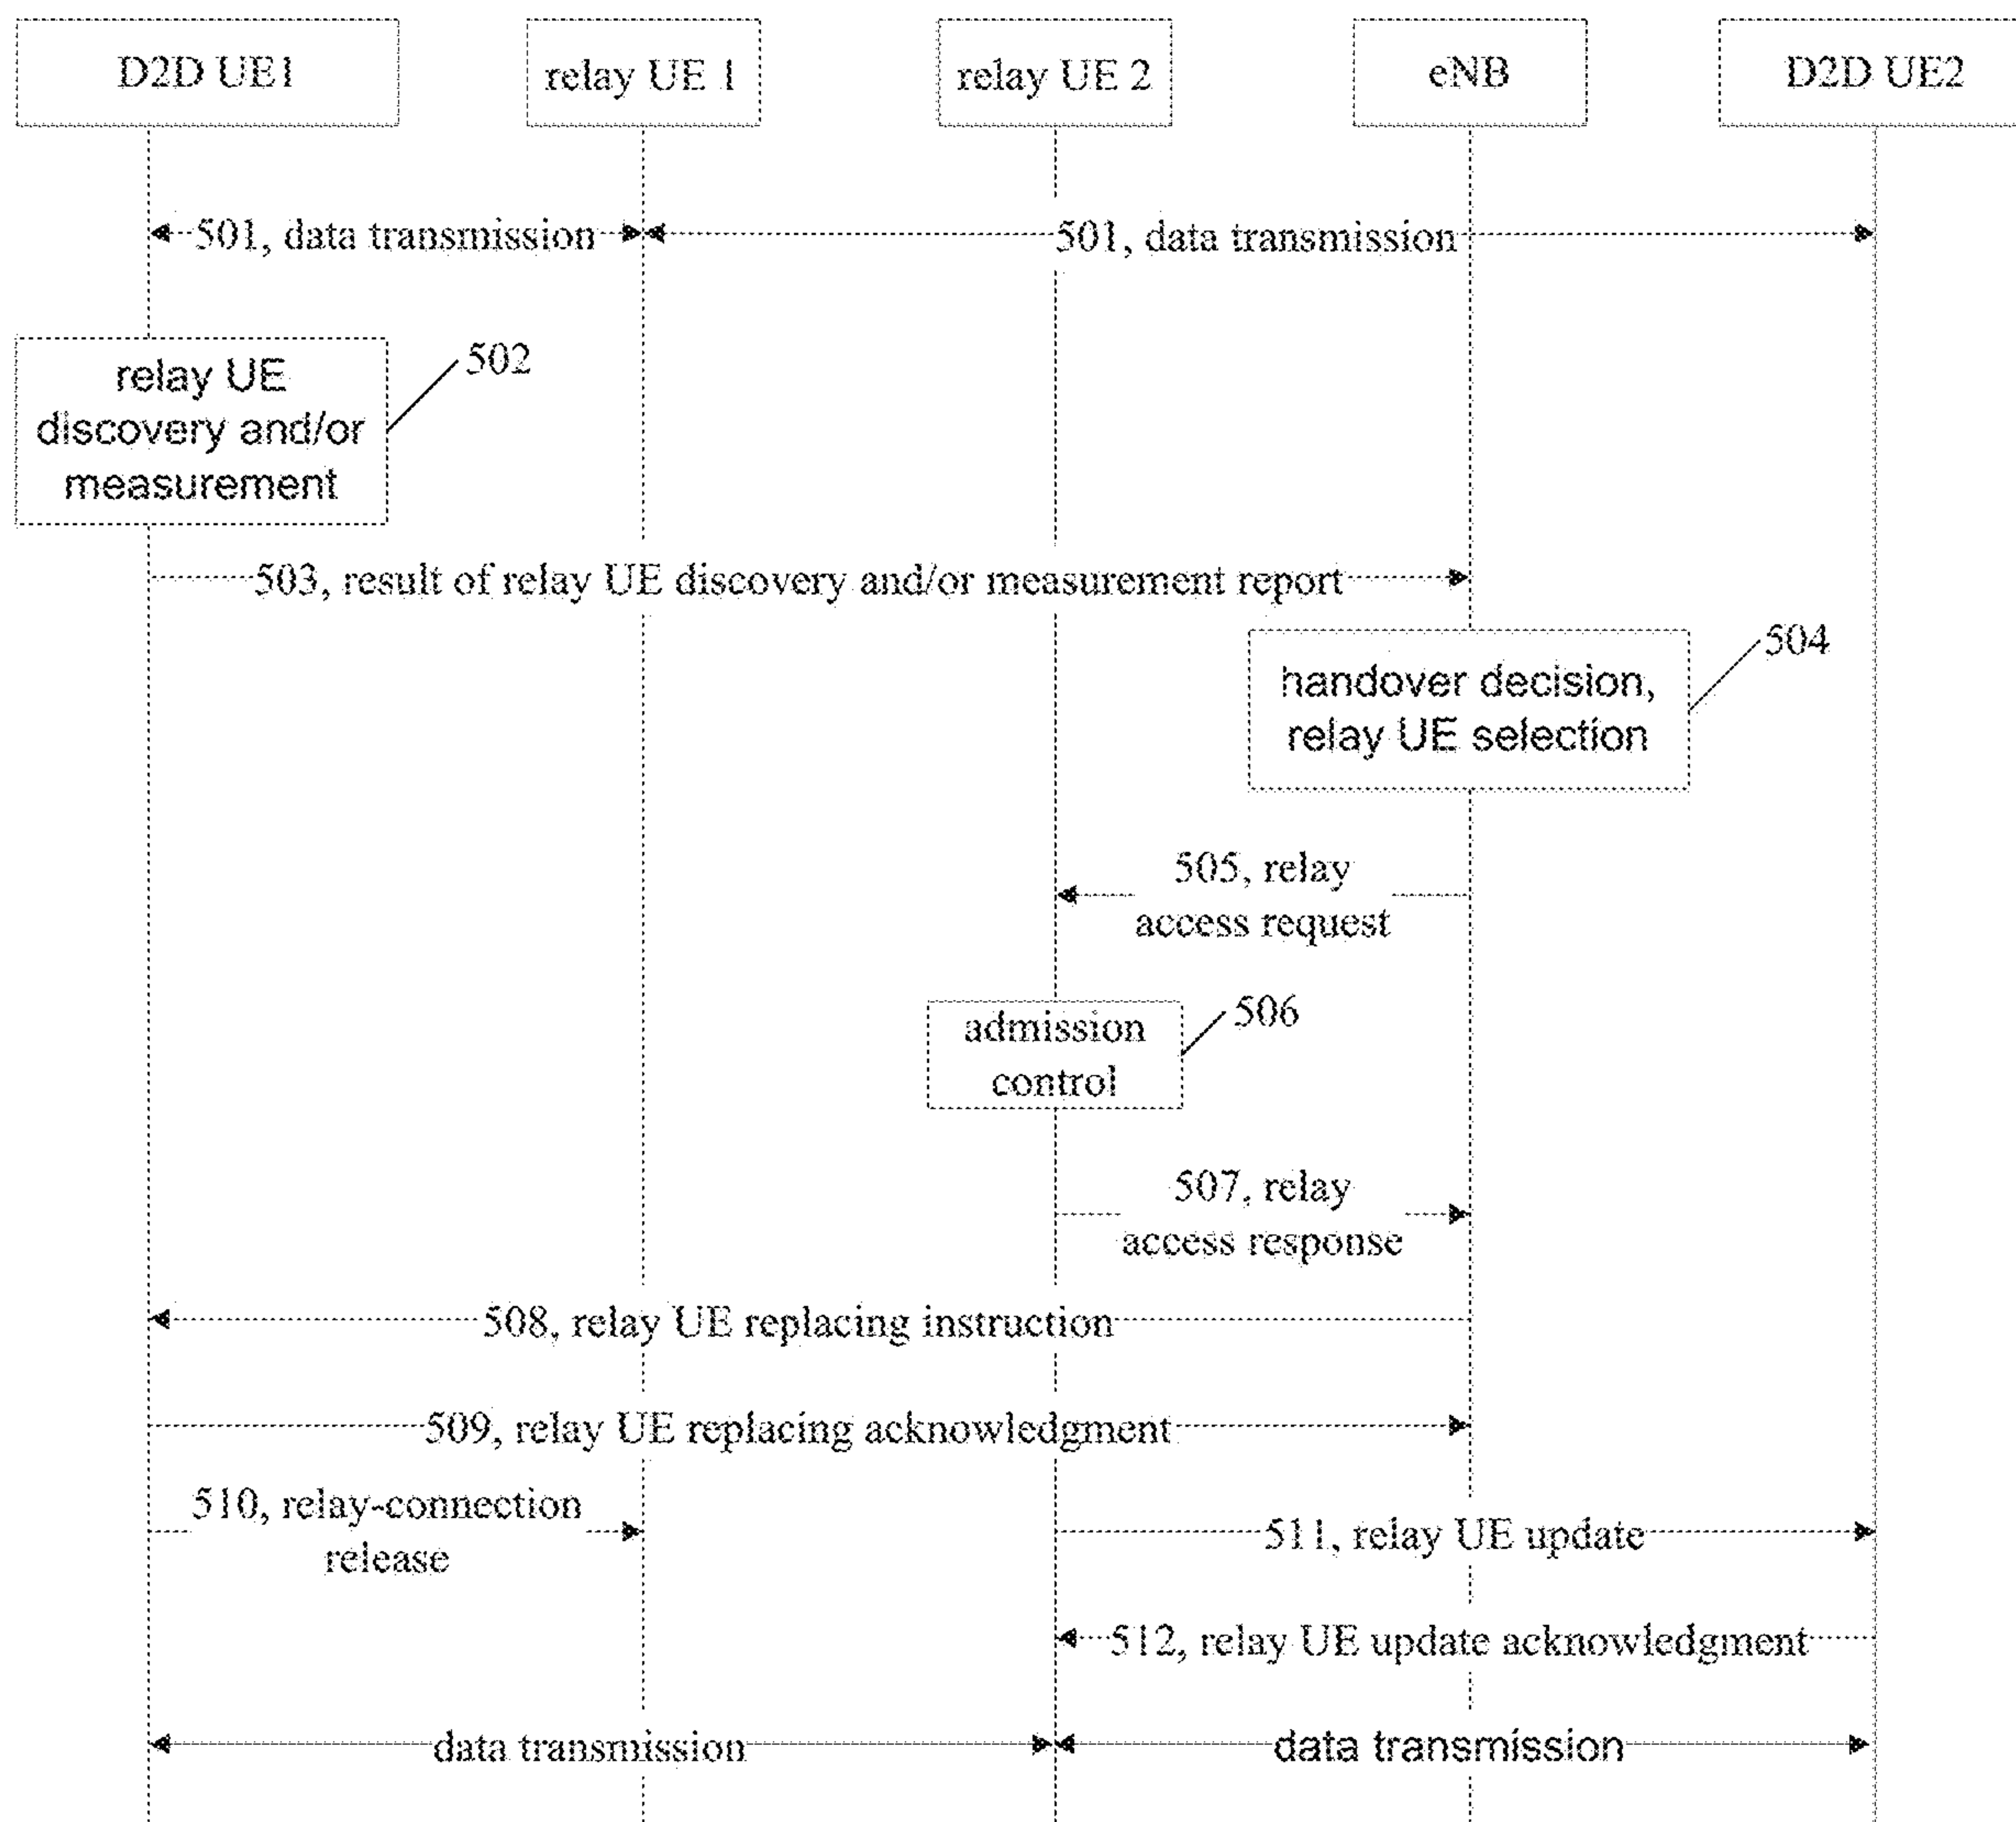 D2D UE1
relay UE 1
relay UE 2
eNB
D2D UE2
501, data transmission
501, data transmission
relay UE
discovery and/or
measurement
502
503, result of relay UE discovery and/or measurement report
504
handover decision,
relay UE selection
505, relay
access request
506
admission
control
507, relay
access response
508, relay UE replacing instruction
509, relay UE replacing acknowledgment
510, relay-connection
release
511, relay UE update
512, relay UE update acknowledgment
data transmission
data transmission